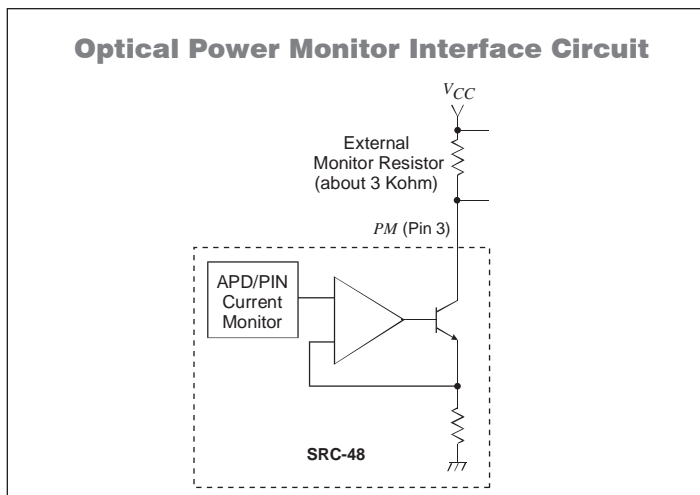 Optical Power Monitor Interface Circuit
VCC
External
Monitor Resistor
(about 3 Kohm)
PM (Pin 3)
APD/PIN
Current
Monitor
SRC-48